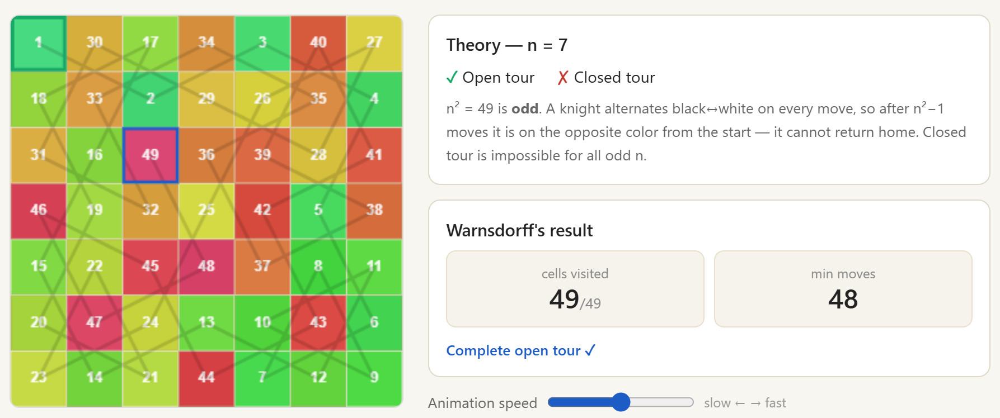 1 30 17 34 3 40 27
18 33 2 29 26 35 4
31 16 49 36 39 28 41
46 19 32 25 42 5 38
15 22 45 48 37 8 11
20 47 24 13 10 43 6
23 14 21 44 7 12 9
Theory — n = 7
✓ Open tour ✗ Closed tour
n² = 49 is odd. A knight alternates black↔white on every move, so after n²−1
moves it is on the opposite color from the start — it cannot return home. Closed
tour is impossible for all odd n.
Warnsdorff's result
cells visited
49/49
min moves
48
Complete open tour ✓
Animation speed
slow ← → fast